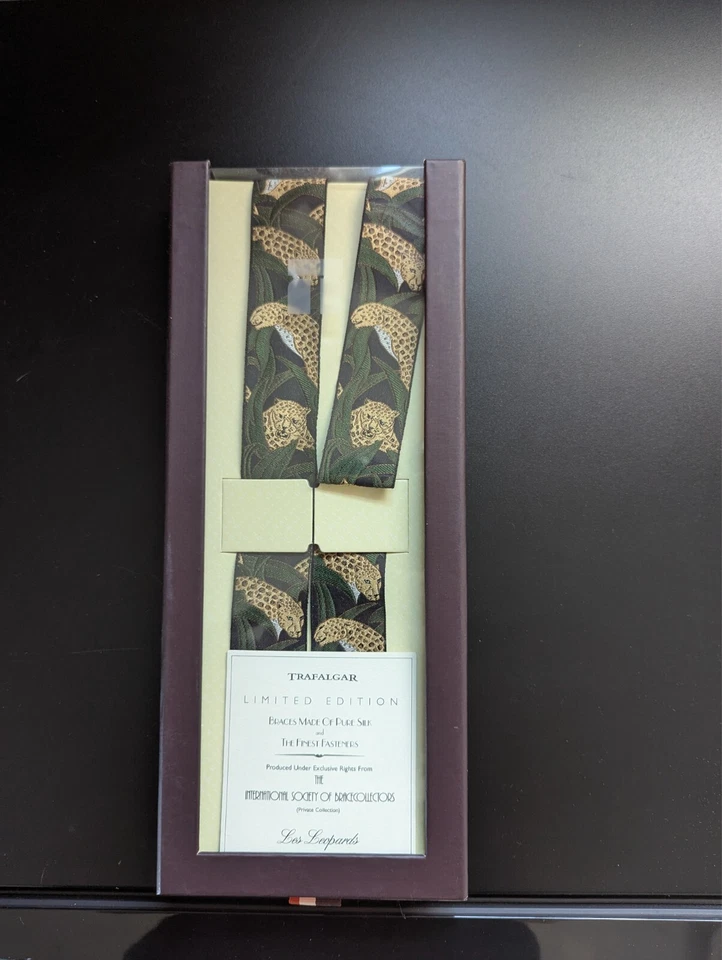 TRAFALGAR
LIMITED EDITION
BRACES MADE OF PURE SILK
and
THE FINEST FASTENERS
Produced Under Exclusive Rights From
THE
INTERNATIONAL SOCIETY OF BRACECOLLECTORS
(Private Collection)
Los Leopards